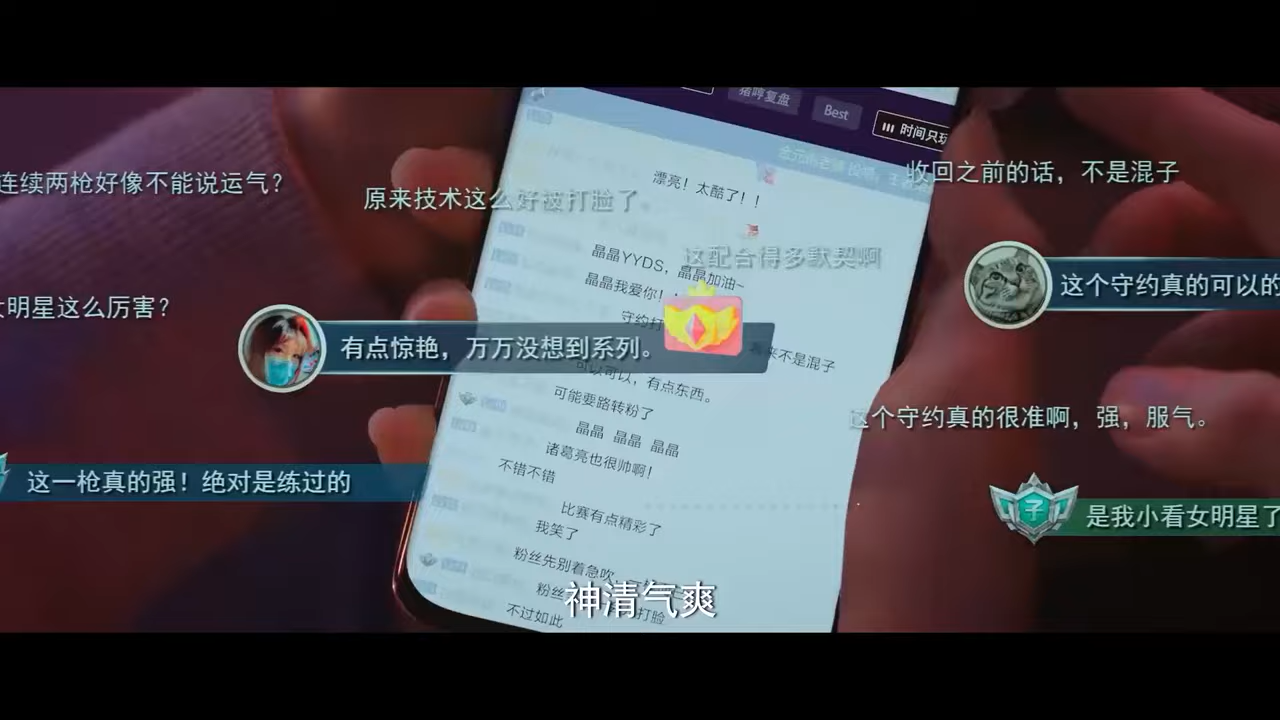 猪哼复盘
Best
时间只玩
漂亮！太酷了！！
收回之前的话，不是混子
连续两枪好像不能说运气？
原来技术这么好被打脸了。
这配合得多默契啊
晶晶YYDS，晶晶加油~
晶晶我爱你！
这个守约真的可以的
女明星这么厉害？
守约打
有点惊艳，万万没想到系列。
来不是混子
可以可以，有点东西。
可能要路转粉了
这个守约真的很准啊，强，服气。
晶晶 晶晶 晶晶
诸葛亮也很帅啊！
不错不错
这一枪真的强！绝对是练过的
比赛有点精彩了
我笑了
子
是我小看女明星了
粉丝先别着急吹
粉丝
打脸
不过如此
神清气爽